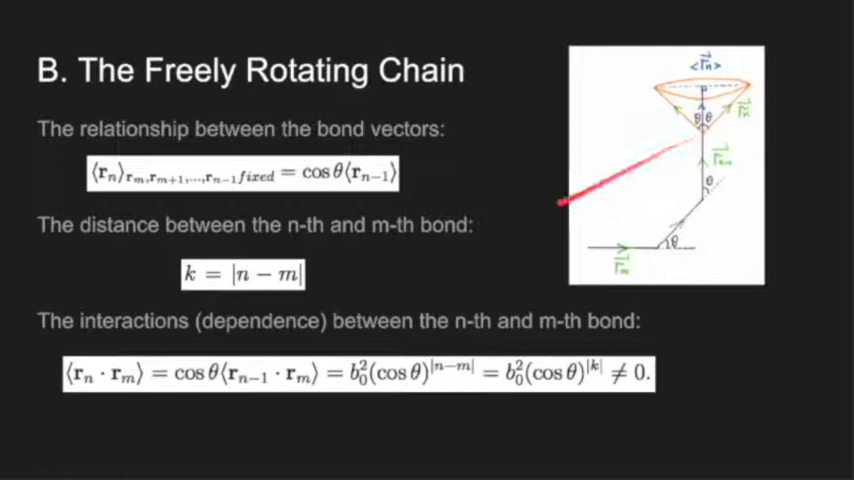 B. The Freely Rotating Chain
The relationship between the bond vectors:
⟨r_n⟩_{r_m,r_{m+1},...,r_{n-1} fixed} = cos θ⟨r_{n-1}⟩
The distance between the n-th and m-th bond:
k = |n − m|
The interactions (dependence) between the n-th and m-th bond:
⟨r_n · r_m⟩ = cos θ⟨r_{n-1} · r_m⟩ = b_0^2(cos θ)^{|n−m|} = b_0^2(cos θ)^{|k|} ≠ 0.
θ θ
θ
θ